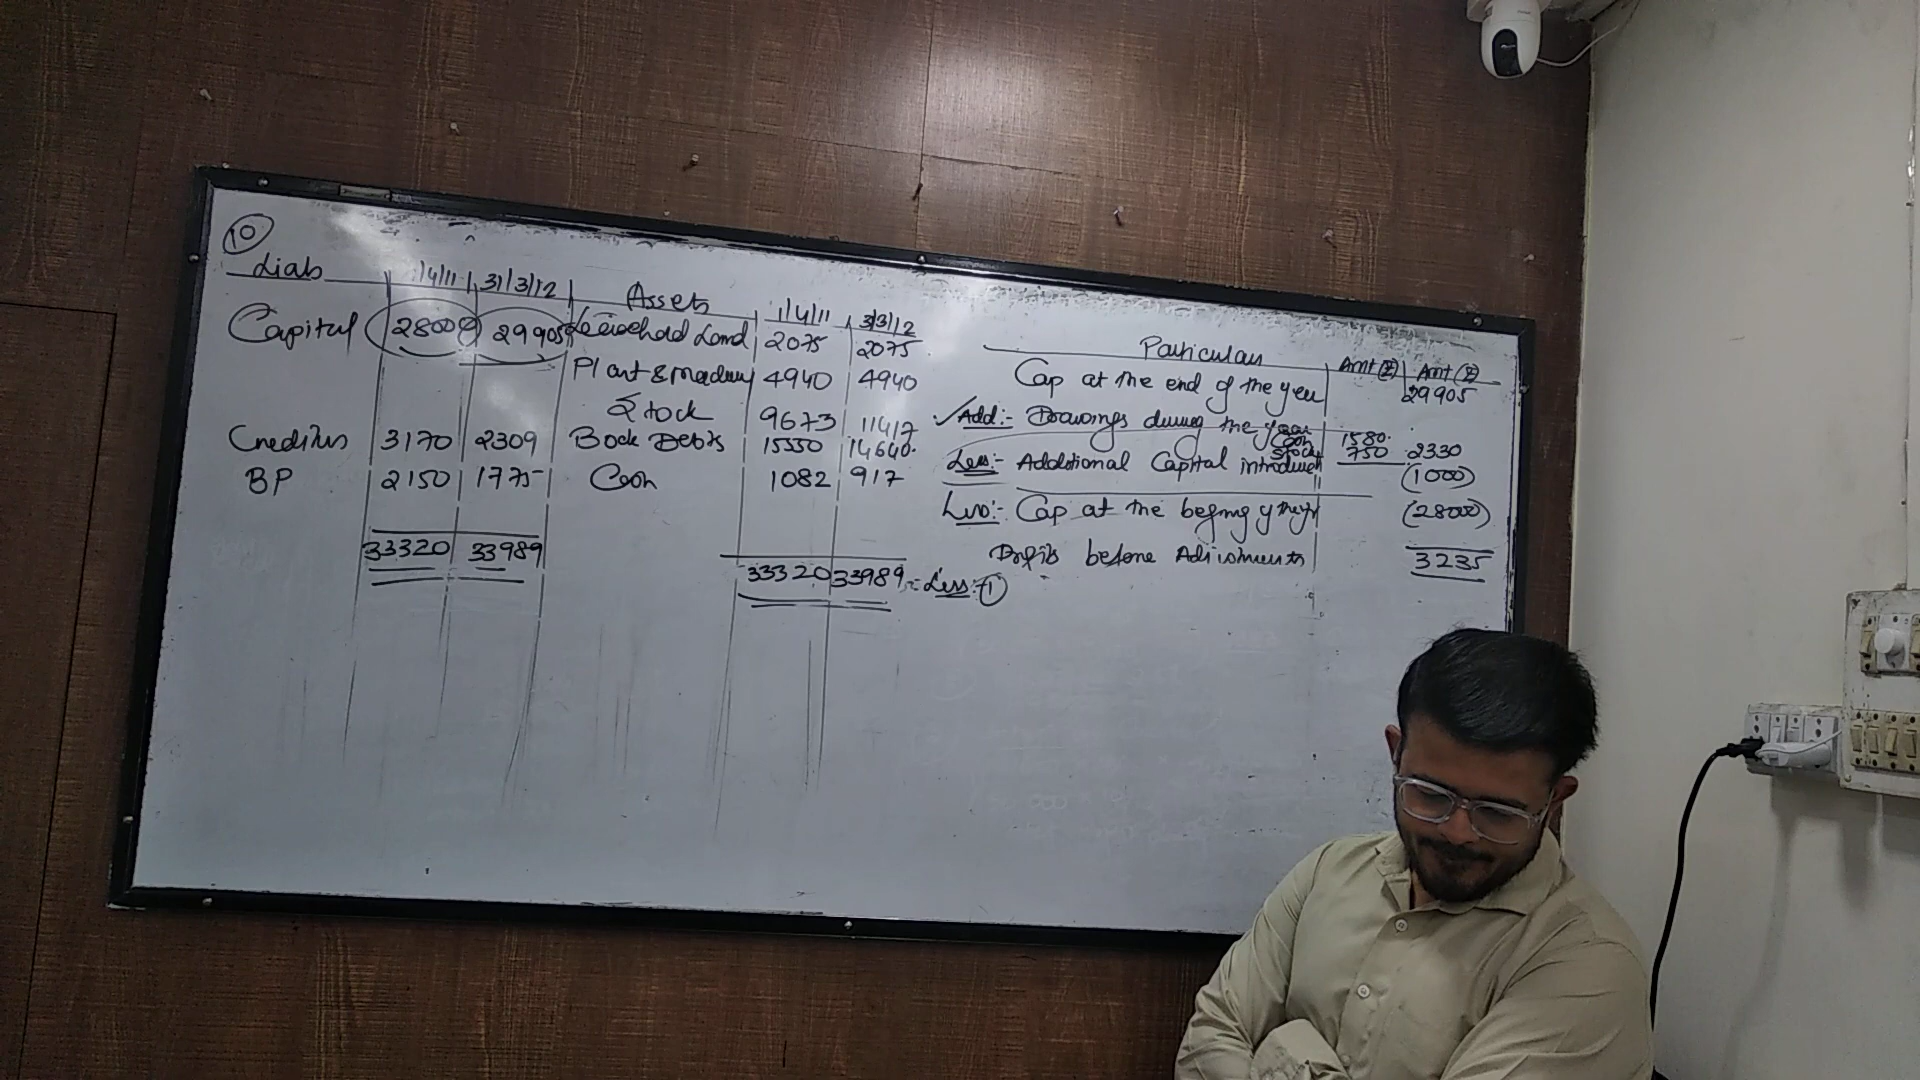 10
Liab 1/4/11 31/3/12 Assets 1/4/11 31/3/12
Capital 28000 29905 Leasehold Land 2075 2075
Plant & Machinery 4940 4940
Stock 9673 11417
Creditors 3170 2309 Book Debts 15550 14640
BP 2150 1775 Cash 1082 917
33320 33989
33320 33989 = Less :- 1
Particulars Amt (₹) Amt (₹)
Cap at the end of the year 29905
Add:- Drawings during the year
Cash 1580
Stock 750 2330
Less:- Additional Capital introduced (1000)
Less:- Cap at the begning of the yr (28000)
Profits before Adjustments 3235